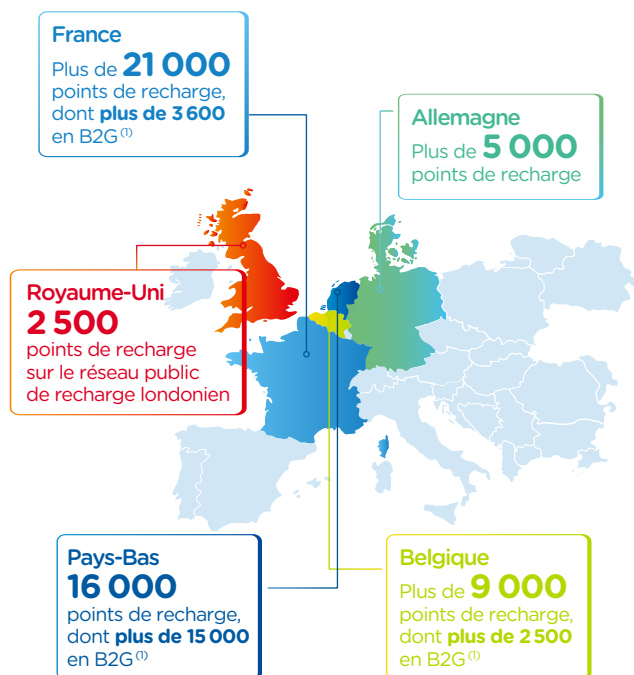 France
Plus de 21 000
points de recharge,
dont plus de 3 600
en B2G (1)
Allemagne
Plus de 5 000
points de recharge
Royaume-Uni
2 500
points de recharge
sur le réseau public
de recharge londonien
Pays-Bas
16 000
points de recharge,
dont plus de 15 000
en B2G (1)
Belgique
Plus de 9 000
points de recharge,
dont plus de 2 500
en B2G (1)